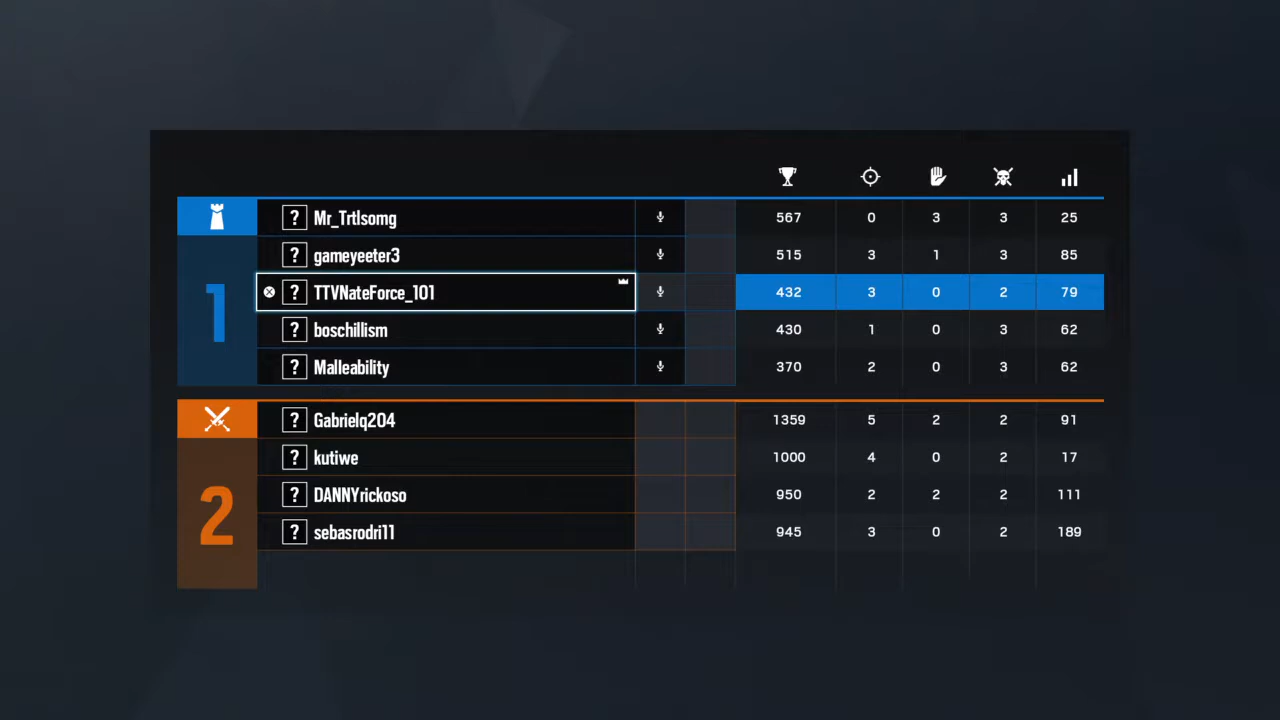 ? Mr_Trtlsomg 567 0 3 3 25
? gameyeeter3 515 3 1 3 85
1
? TTVNateForce_101 432 3 0 2 79
? boschillism 430 1 0 3 62
? Malleability 370 2 0 3 62
? Gabrielq204 1359 5 2 2 91
? kutiwe 1000 4 0 2 17
2
? DANNYrickoso 950 2 2 2 111
? sebasrodri11 945 3 0 2 189